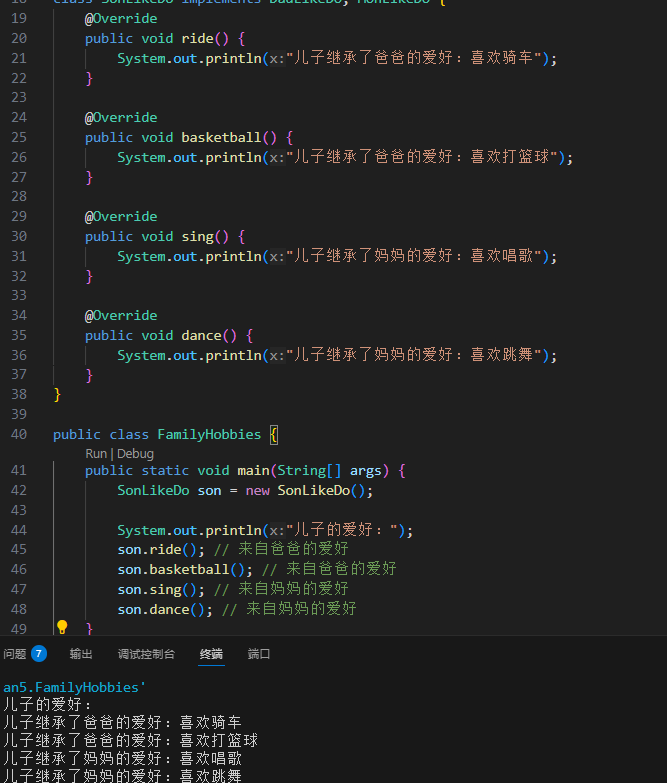 class SonLikeDo implements DadLikeDo, MomLikeDo {
19 @Override
20 public void ride() {
21 System.out.println(x:"儿子继承了爸爸的爱好：喜欢骑车");
22 }
23
24 @Override
25 public void basketball() {
26 System.out.println(x:"儿子继承了爸爸的爱好：喜欢打篮球");
27 }
28
29 @Override
30 public void sing() {
31 System.out.println(x:"儿子继承了妈妈的爱好：喜欢唱歌");
32 }
33
34 @Override
35 public void dance() {
36 System.out.println(x:"儿子继承了妈妈的爱好：喜欢跳舞");
37 }
38 }
39
40 public class FamilyHobbies {
Run | Debug
41 public static void main(String[] args) {
42 SonLikeDo son = new SonLikeDo();
43
44 System.out.println(x:"儿子的爱好：");
45 son.ride(); // 来自爸爸的爱好
46 son.basketball(); // 来自爸爸的爱好
47 son.sing(); // 来自妈妈的爱好
48 son.dance(); // 来自妈妈的爱好
49 }
问题 7 输出 调试控制台 终端 端口
an5.FamilyHobbies'
儿子的爱好：
儿子继承了爸爸的爱好：喜欢骑车
儿子继承了爸爸的爱好：喜欢打篮球
儿子继承了妈妈的爱好：喜欢唱歌
儿子继承了妈妈的爱好：喜欢跳舞